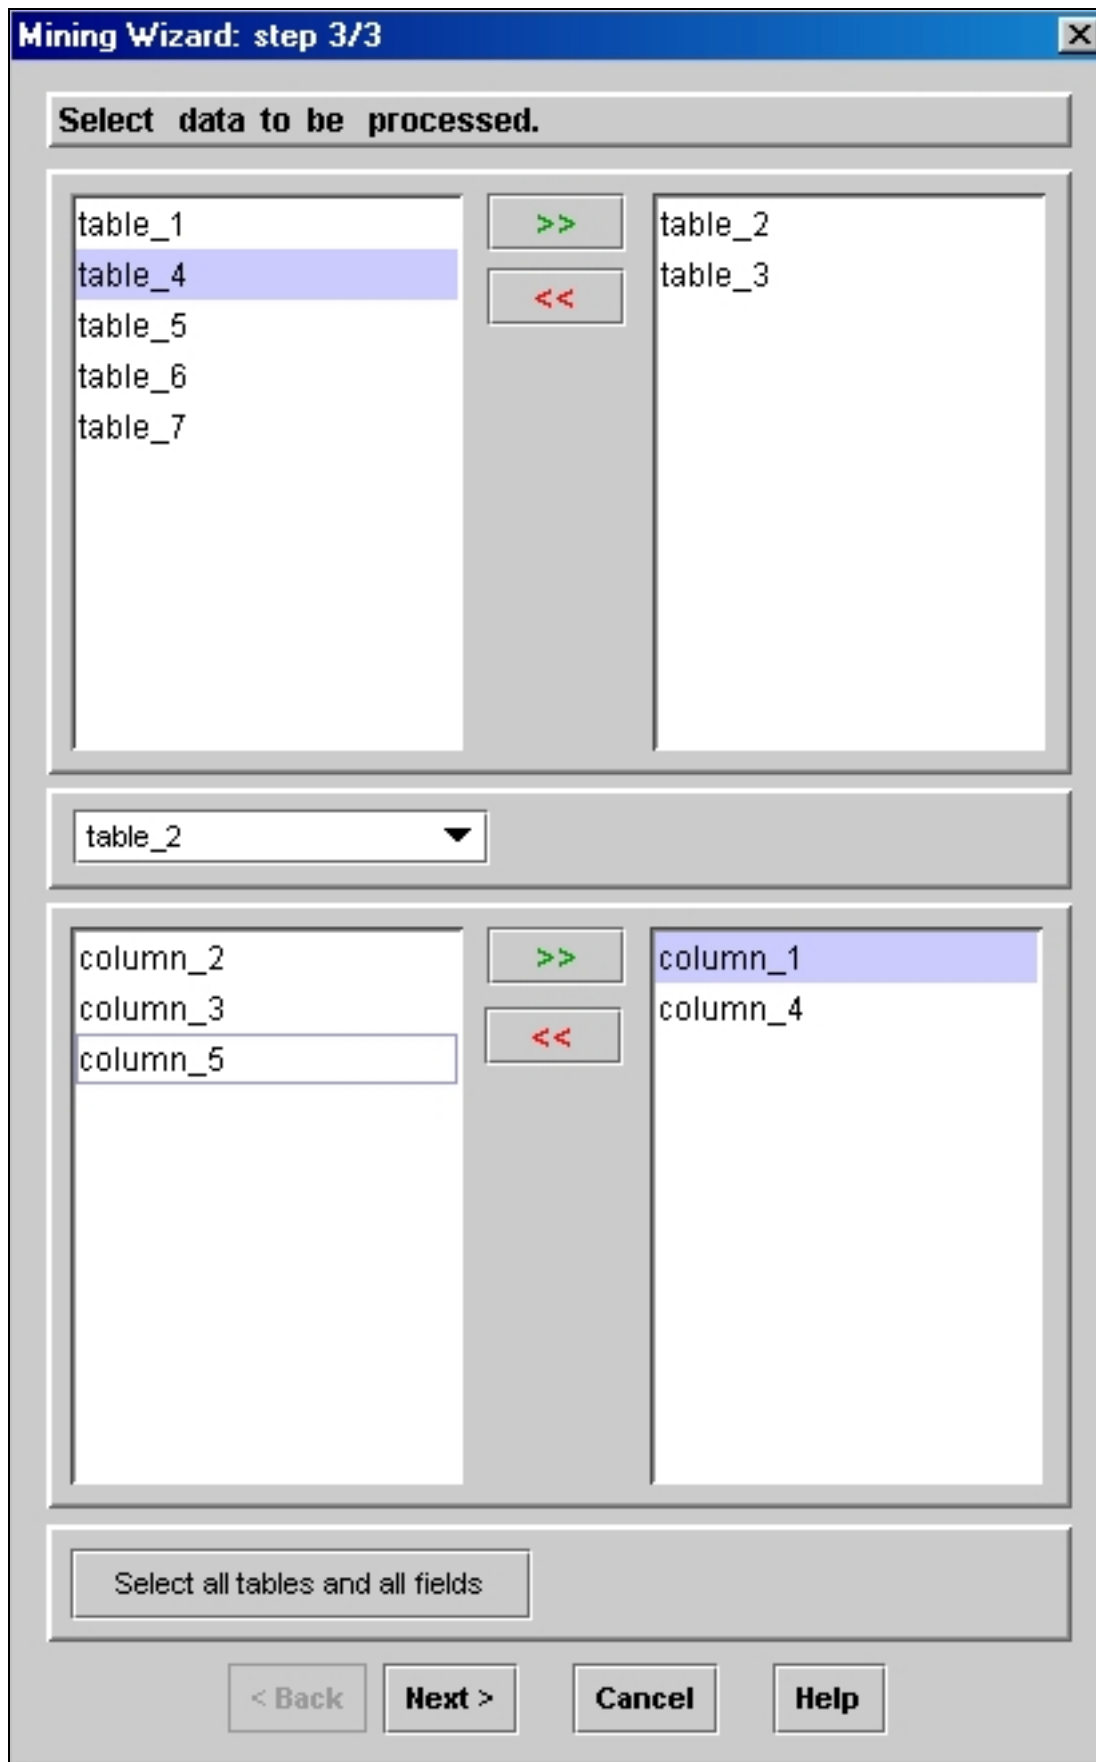 Mining Wizard: step 3/3
Select data to be processed.
table_1
table_4
table_5
table_6
table_7
>>
<<
table_2
table_3
table_2
column_2
column_3
column_5
>>
<<
column_1
column_4
Select all tables and all fields
< Back
Next >
Cancel
Help